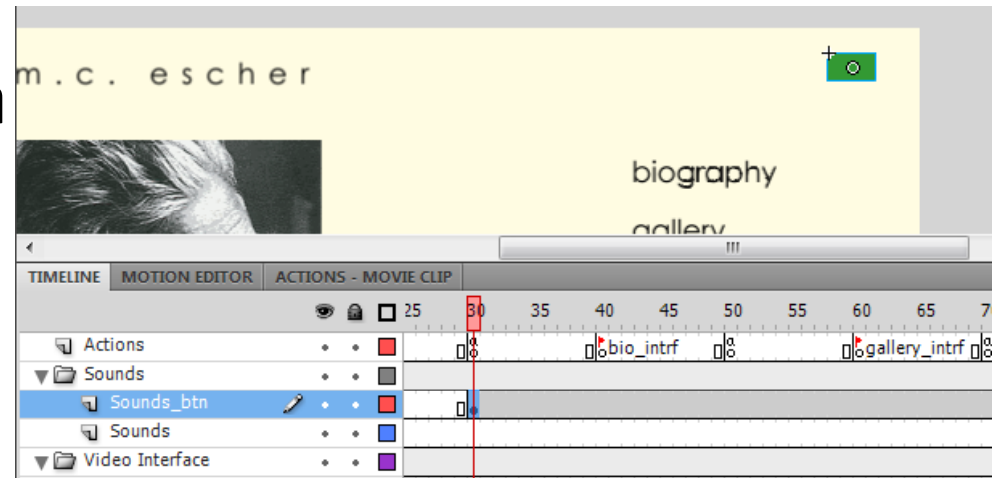 m.c. escher
biography
gallery
TIMELINE MOTION EDITOR ACTIONS - MOVIE CLIP
25 30 35 40 45 50 55 60 65 7
Actions bio_intrf gallery_intrf
Sounds
Sounds_btn
Sounds
Video Interface